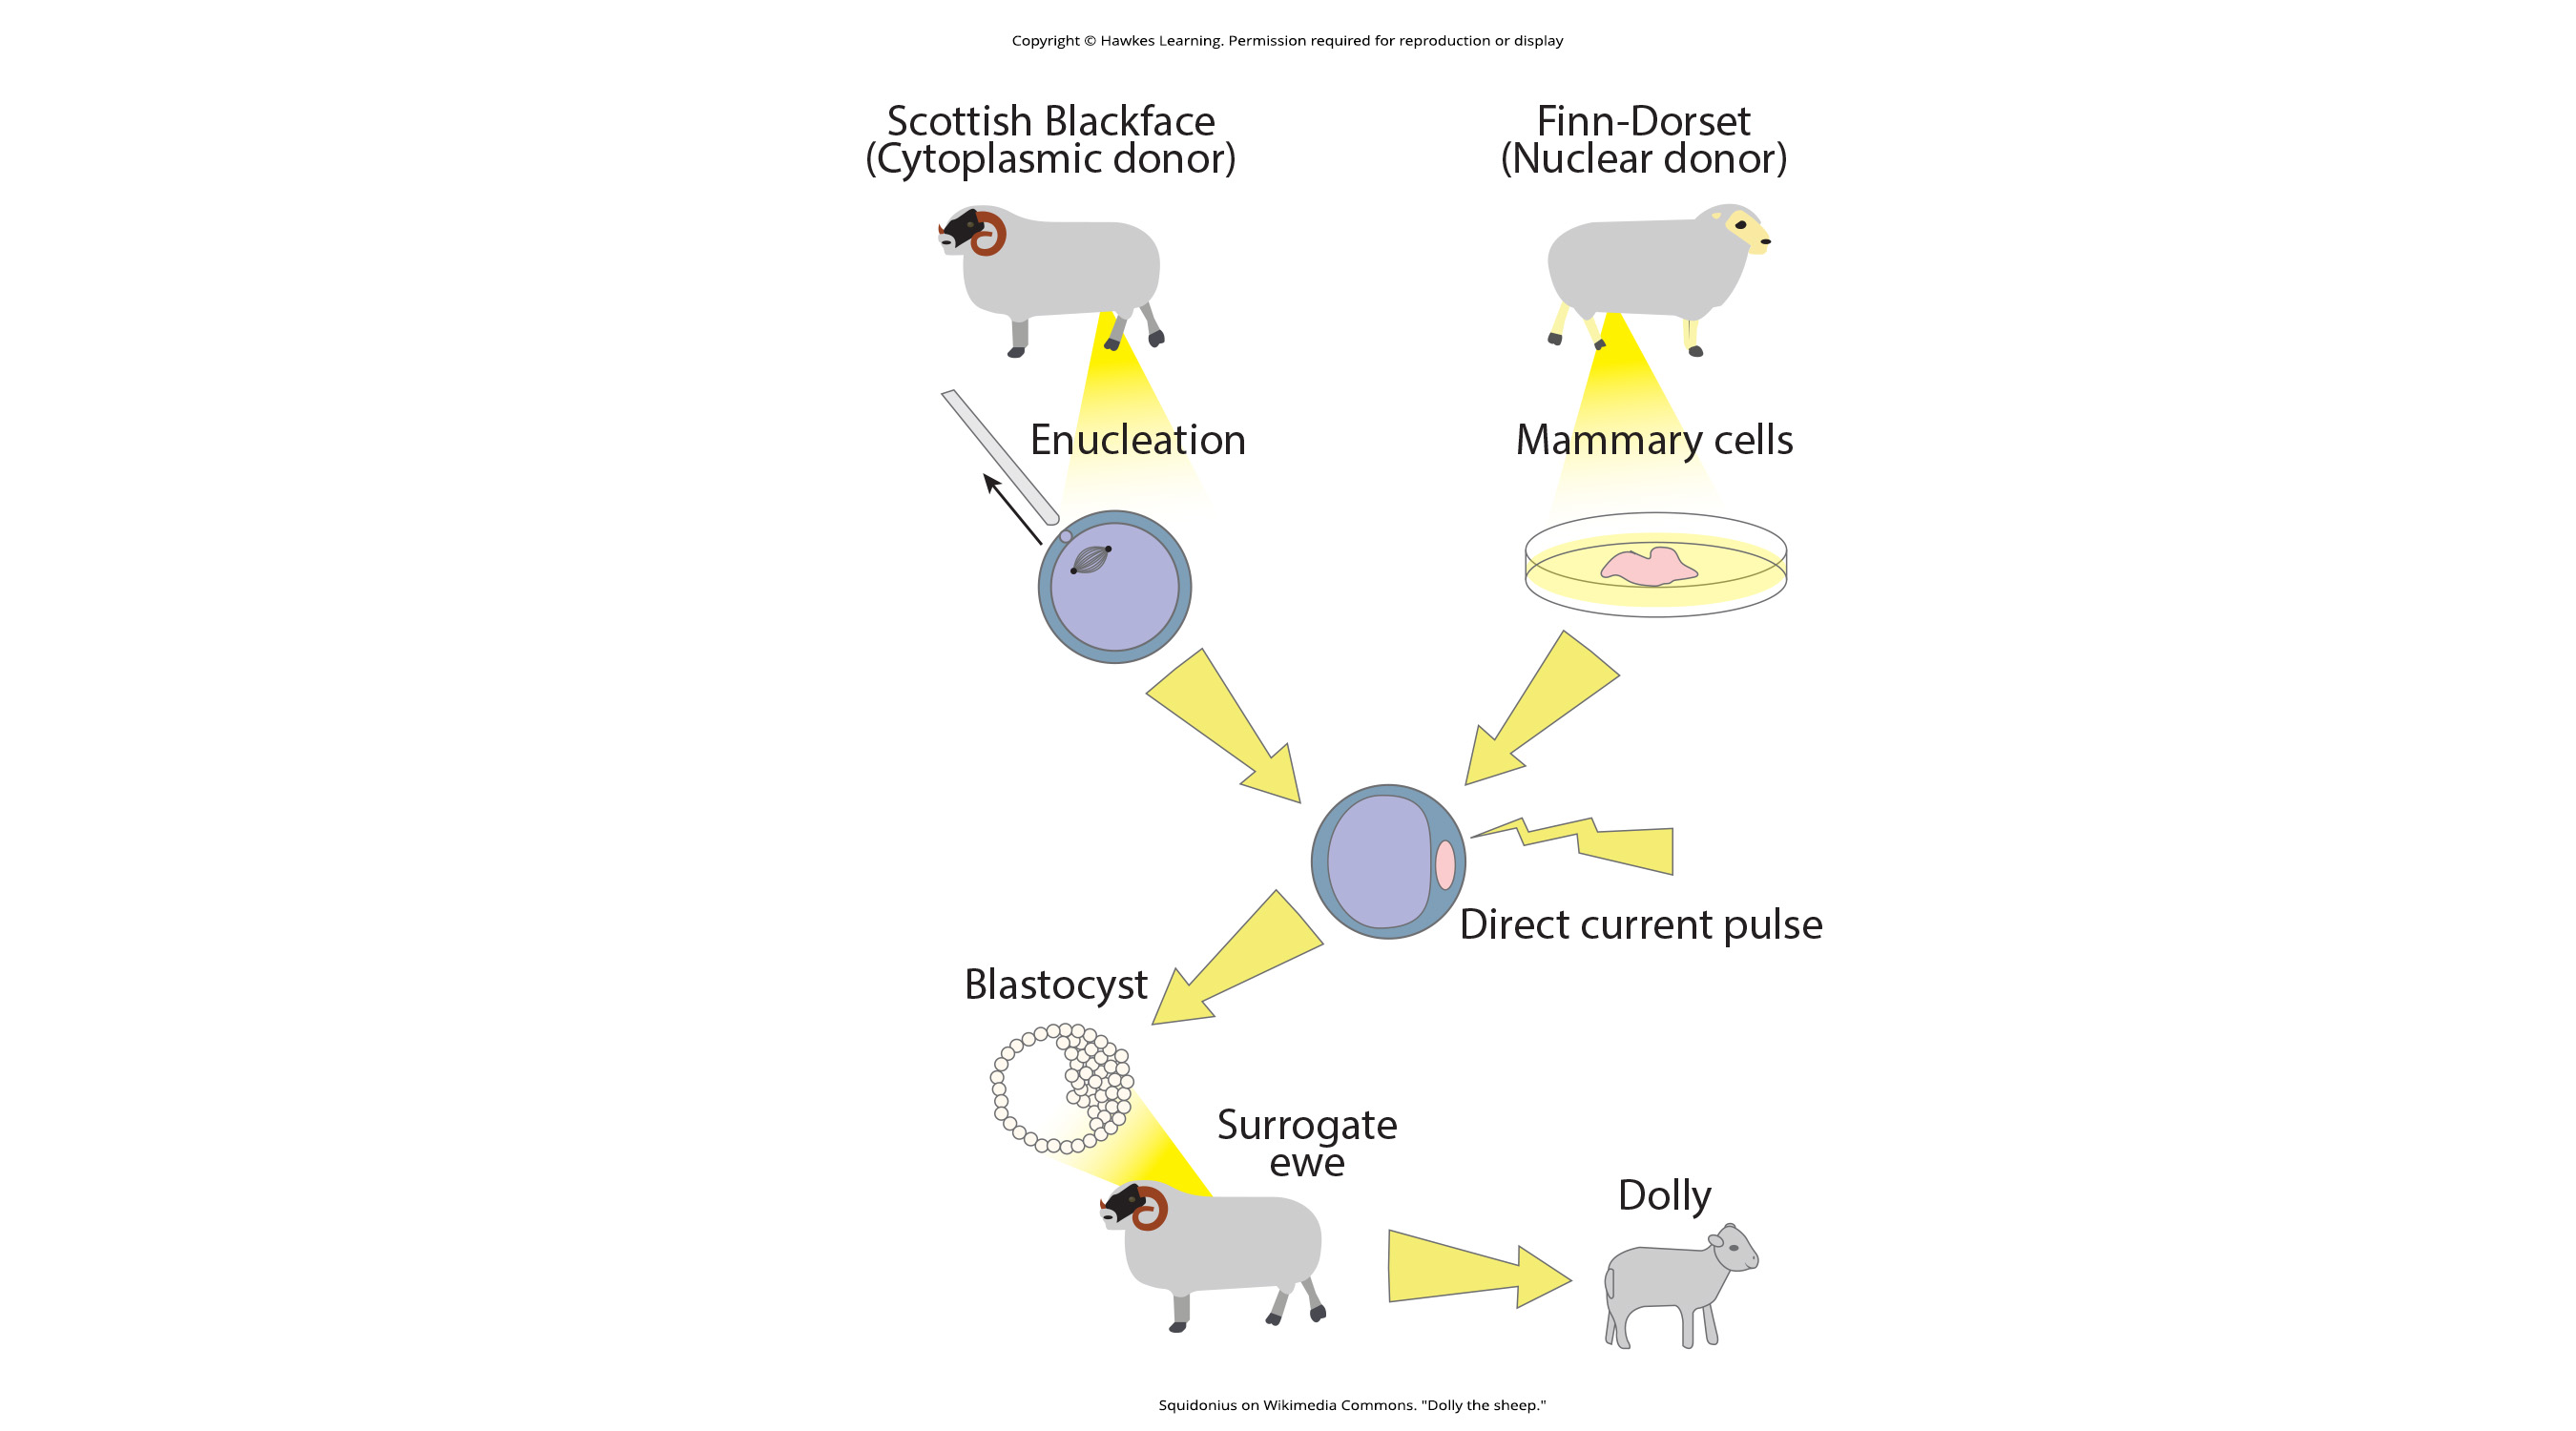 Copyright © Hawkes Learning. Permission required for reproduction or display
Scottish Blackface
(Cytoplasmic donor)
Finn-Dorset
(Nuclear donor)
Enucleation
Mammary cells
Direct current pulse
Blastocyst
Surrogate
ewe
Dolly
Squidonius on Wikimedia Commons. "Dolly the sheep."